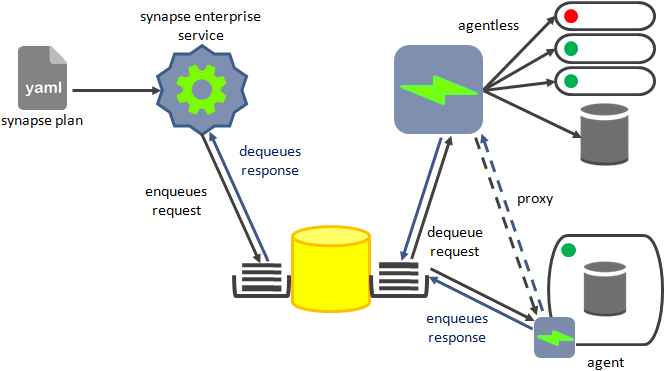 synapse enterprise
service
agentless
yaml
synapse plan
dequeues
response
enqueues
request
proxy
dequeue
request
enqueues
response
agent